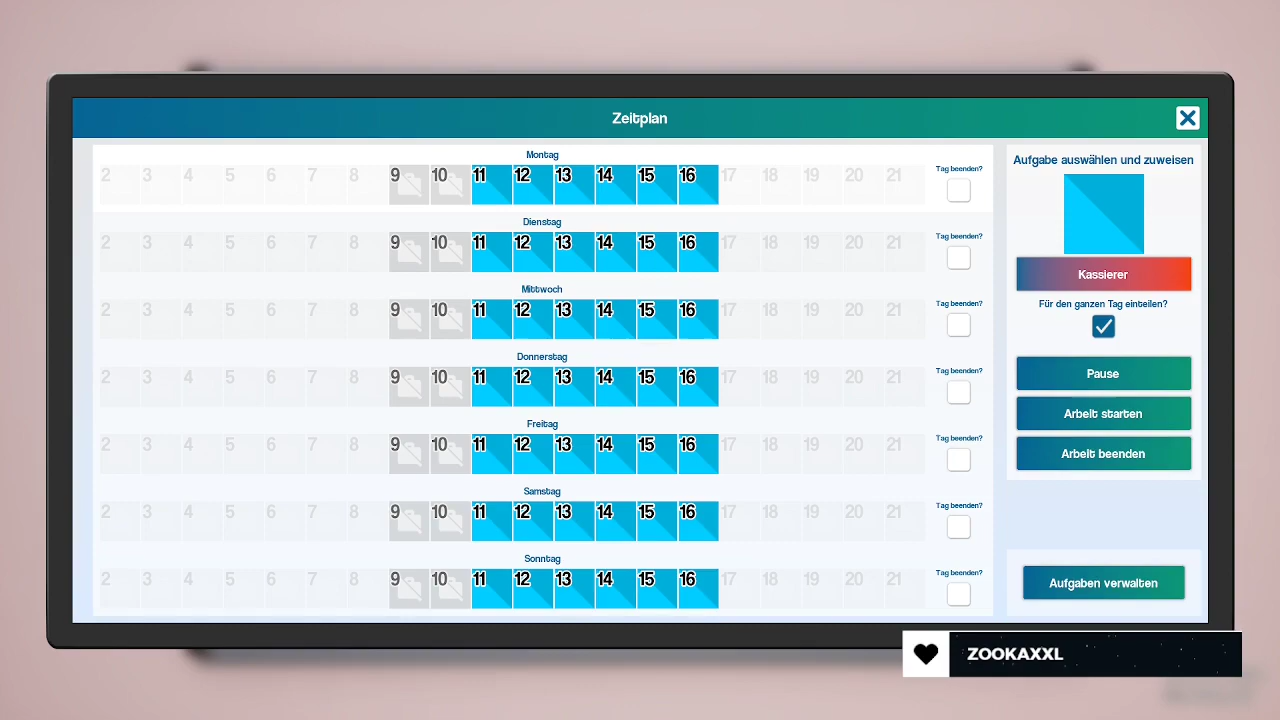 Zeitplan
Montag
2 3 4 5 6 7 8 9 10 11 12 13 14 15 16 17 18 19 20 21
Tag beenden?
Dienstag
2 3 4 5 6 7 8 9 10 11 12 13 14 15 16 17 18 19 20 21
Tag beenden?
Mittwoch
2 3 4 5 6 7 8 9 10 11 12 13 14 15 16 17 18 19 20 21
Tag beenden?
Donnerstag
2 3 4 5 6 7 8 9 10 11 12 13 14 15 16 17 18 19 20 21
Tag beenden?
Freitag
2 3 4 5 6 7 8 9 10 11 12 13 14 15 16 17 18 19 20 21
Tag beenden?
Samstag
2 3 4 5 6 7 8 9 10 11 12 13 14 15 16 17 18 19 20 21
Tag beenden?
Sonntag
2 3 4 5 6 7 8 9 10 11 12 13 14 15 16 17 18 19 20 21
Tag beenden?
Aufgabe auswählen und zuweisen
Kassierer
Für den ganzen Tag einteilen?
Pause
Arbeit starten
Arbeit beenden
Aufgaben verwalten
ZOOKAXXL